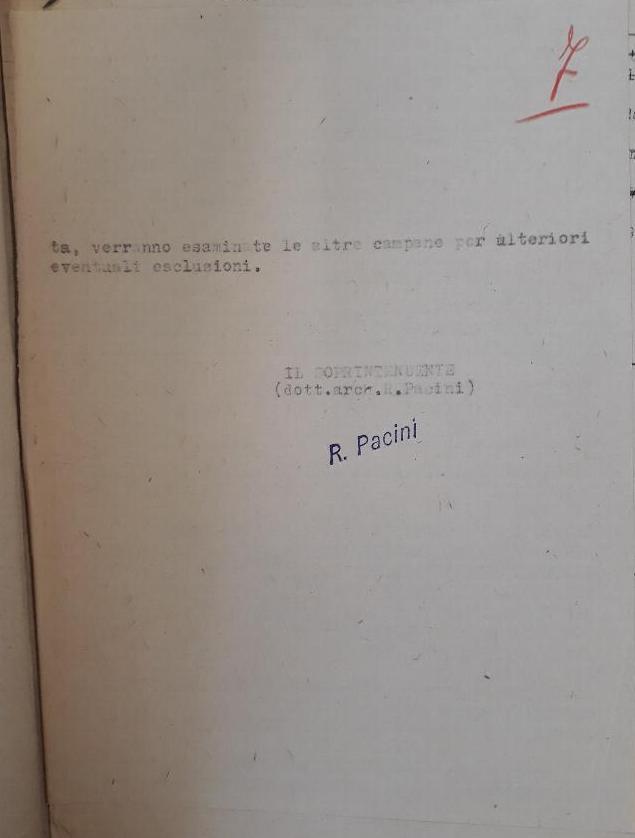 7
ta, verranno esaminate le altre campane per ulteriori
eventuali esclusioni.
IL SOPRINTENDENTE
(dott.arch.R.Pacini)
R. Pacini